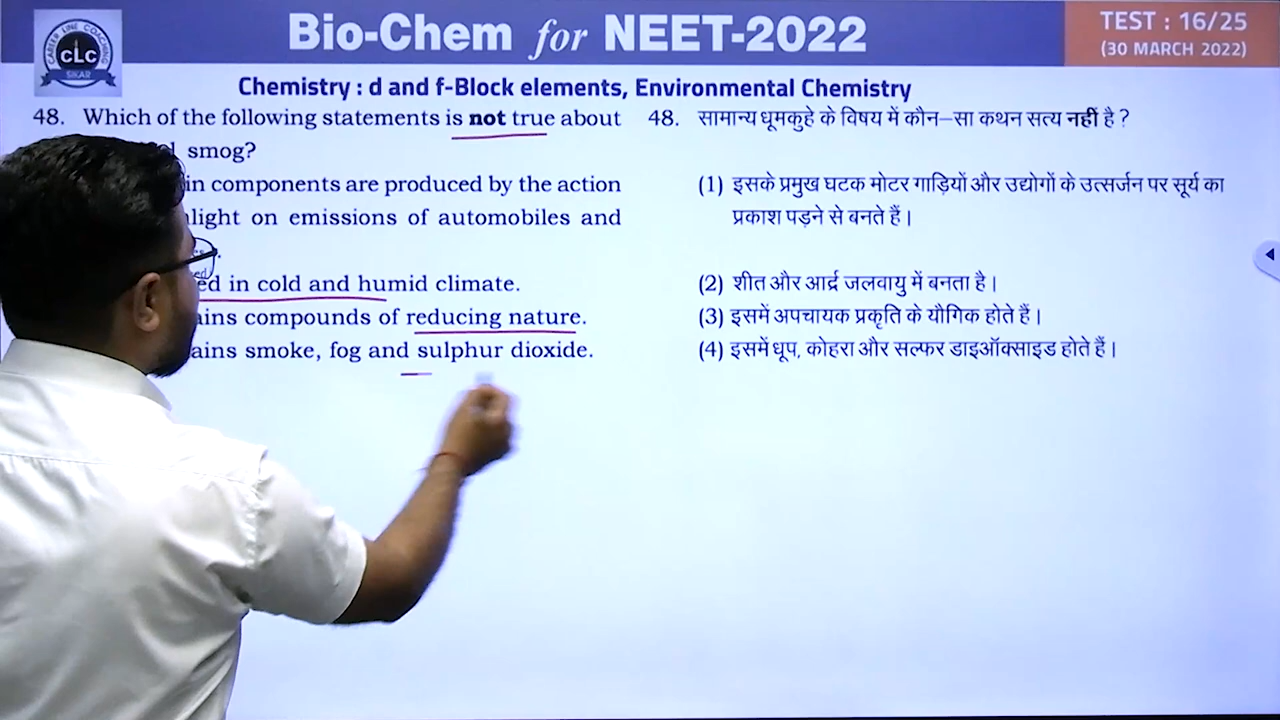 Bio-Chem for NEET-2022
TEST : 16/25
(30 MARCH 2022)
CAREER LINE COACHING
CLC
SIKAR
Chemistry : d and f-Block elements, Environmental Chemistry
48. Which of the following statements is not true about
smog?
in components are produced by the action
light on emissions of automobiles and
ed in cold and humid climate.
ains compounds of reducing nature.
ains smoke, fog and sulphur dioxide.
48. सामान्य धूमकुहे के विषय में कौन–सा कथन सत्य नहीं है ?
(1) इसके प्रमुख घटक मोटर गाड़ियों और उद्योगों के उत्सर्जन पर सूर्य का
प्रकाश पड़ने से बनते हैं।
(2) शीत और आर्द्र जलवायु में बनता है।
(3) इसमें अपचायक प्रकृति के यौगिक होते हैं।
(4) इसमें धूप, कोहरा और सल्फर डाइऑक्साइड होते हैं।